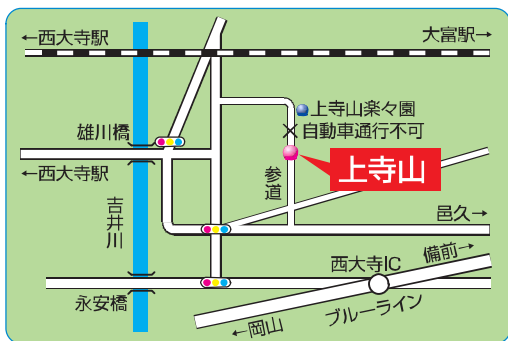 ←西大寺駅
大富駅→
上寺山楽々園
自動車通行不可
雄川橋
上寺山
←西大寺駅
参道
吉井川
邑久→
備前→
西大寺IC
永安橋
ブルーライン
←岡山